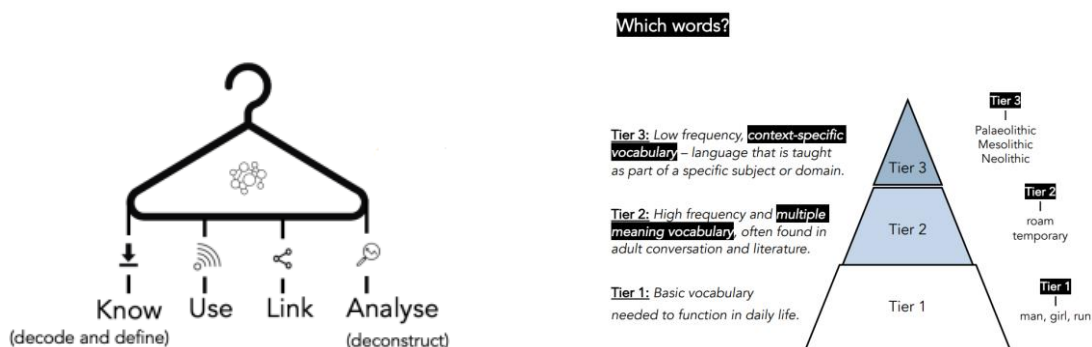 Know
(decode and define)
Use
Link
Analyse
(deconstruct)
Which words?
Tier 3: Low frequency, context-specific
vocabulary – language that is taught
as part of a specific subject or domain.
Tier 2: High frequency and multiple
meaning vocabulary, often found in
adult conversation and literature.
Tier 1: Basic vocabulary
needed to function in daily life.
Tier 3
Tier 2
Tier 1
Tier 3
Palaeolithic
Mesolithic
Neolithic
Tier 2
roam
temporary
Tier 1
man, girl, run